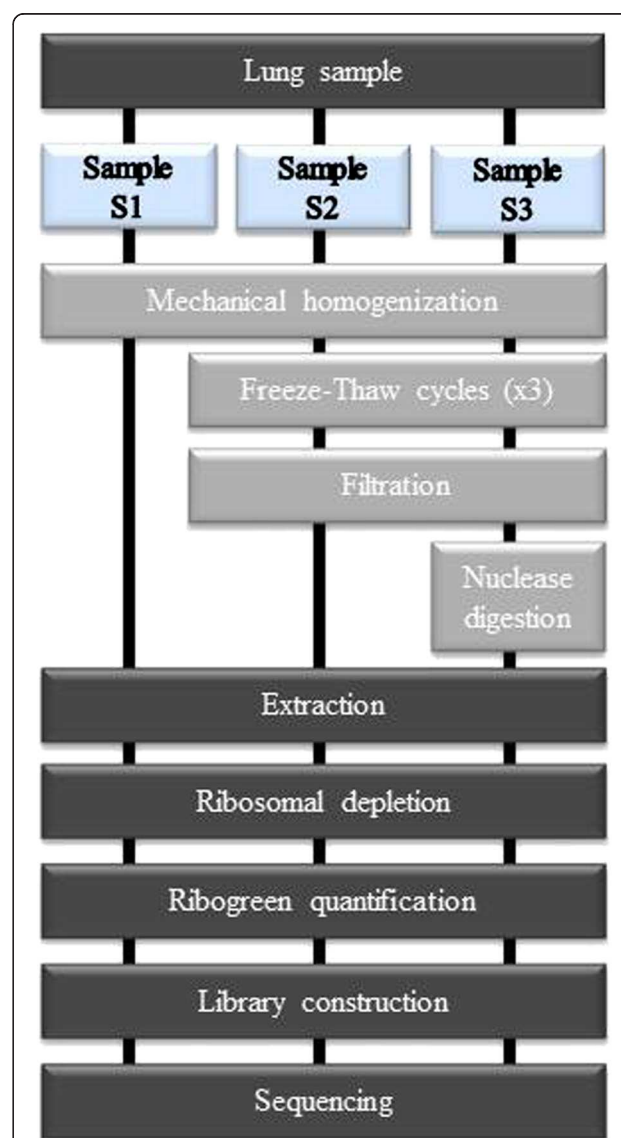 Lung sample
Sample
S1
Sample
S2
Sample
S3
Mechanical homogenization
Freeze-Thaw cycles (x3)
Filtration
Nuclease
digestion
Extraction
Ribosomal depletion
Ribogreen quantification
Library construction
Sequencing